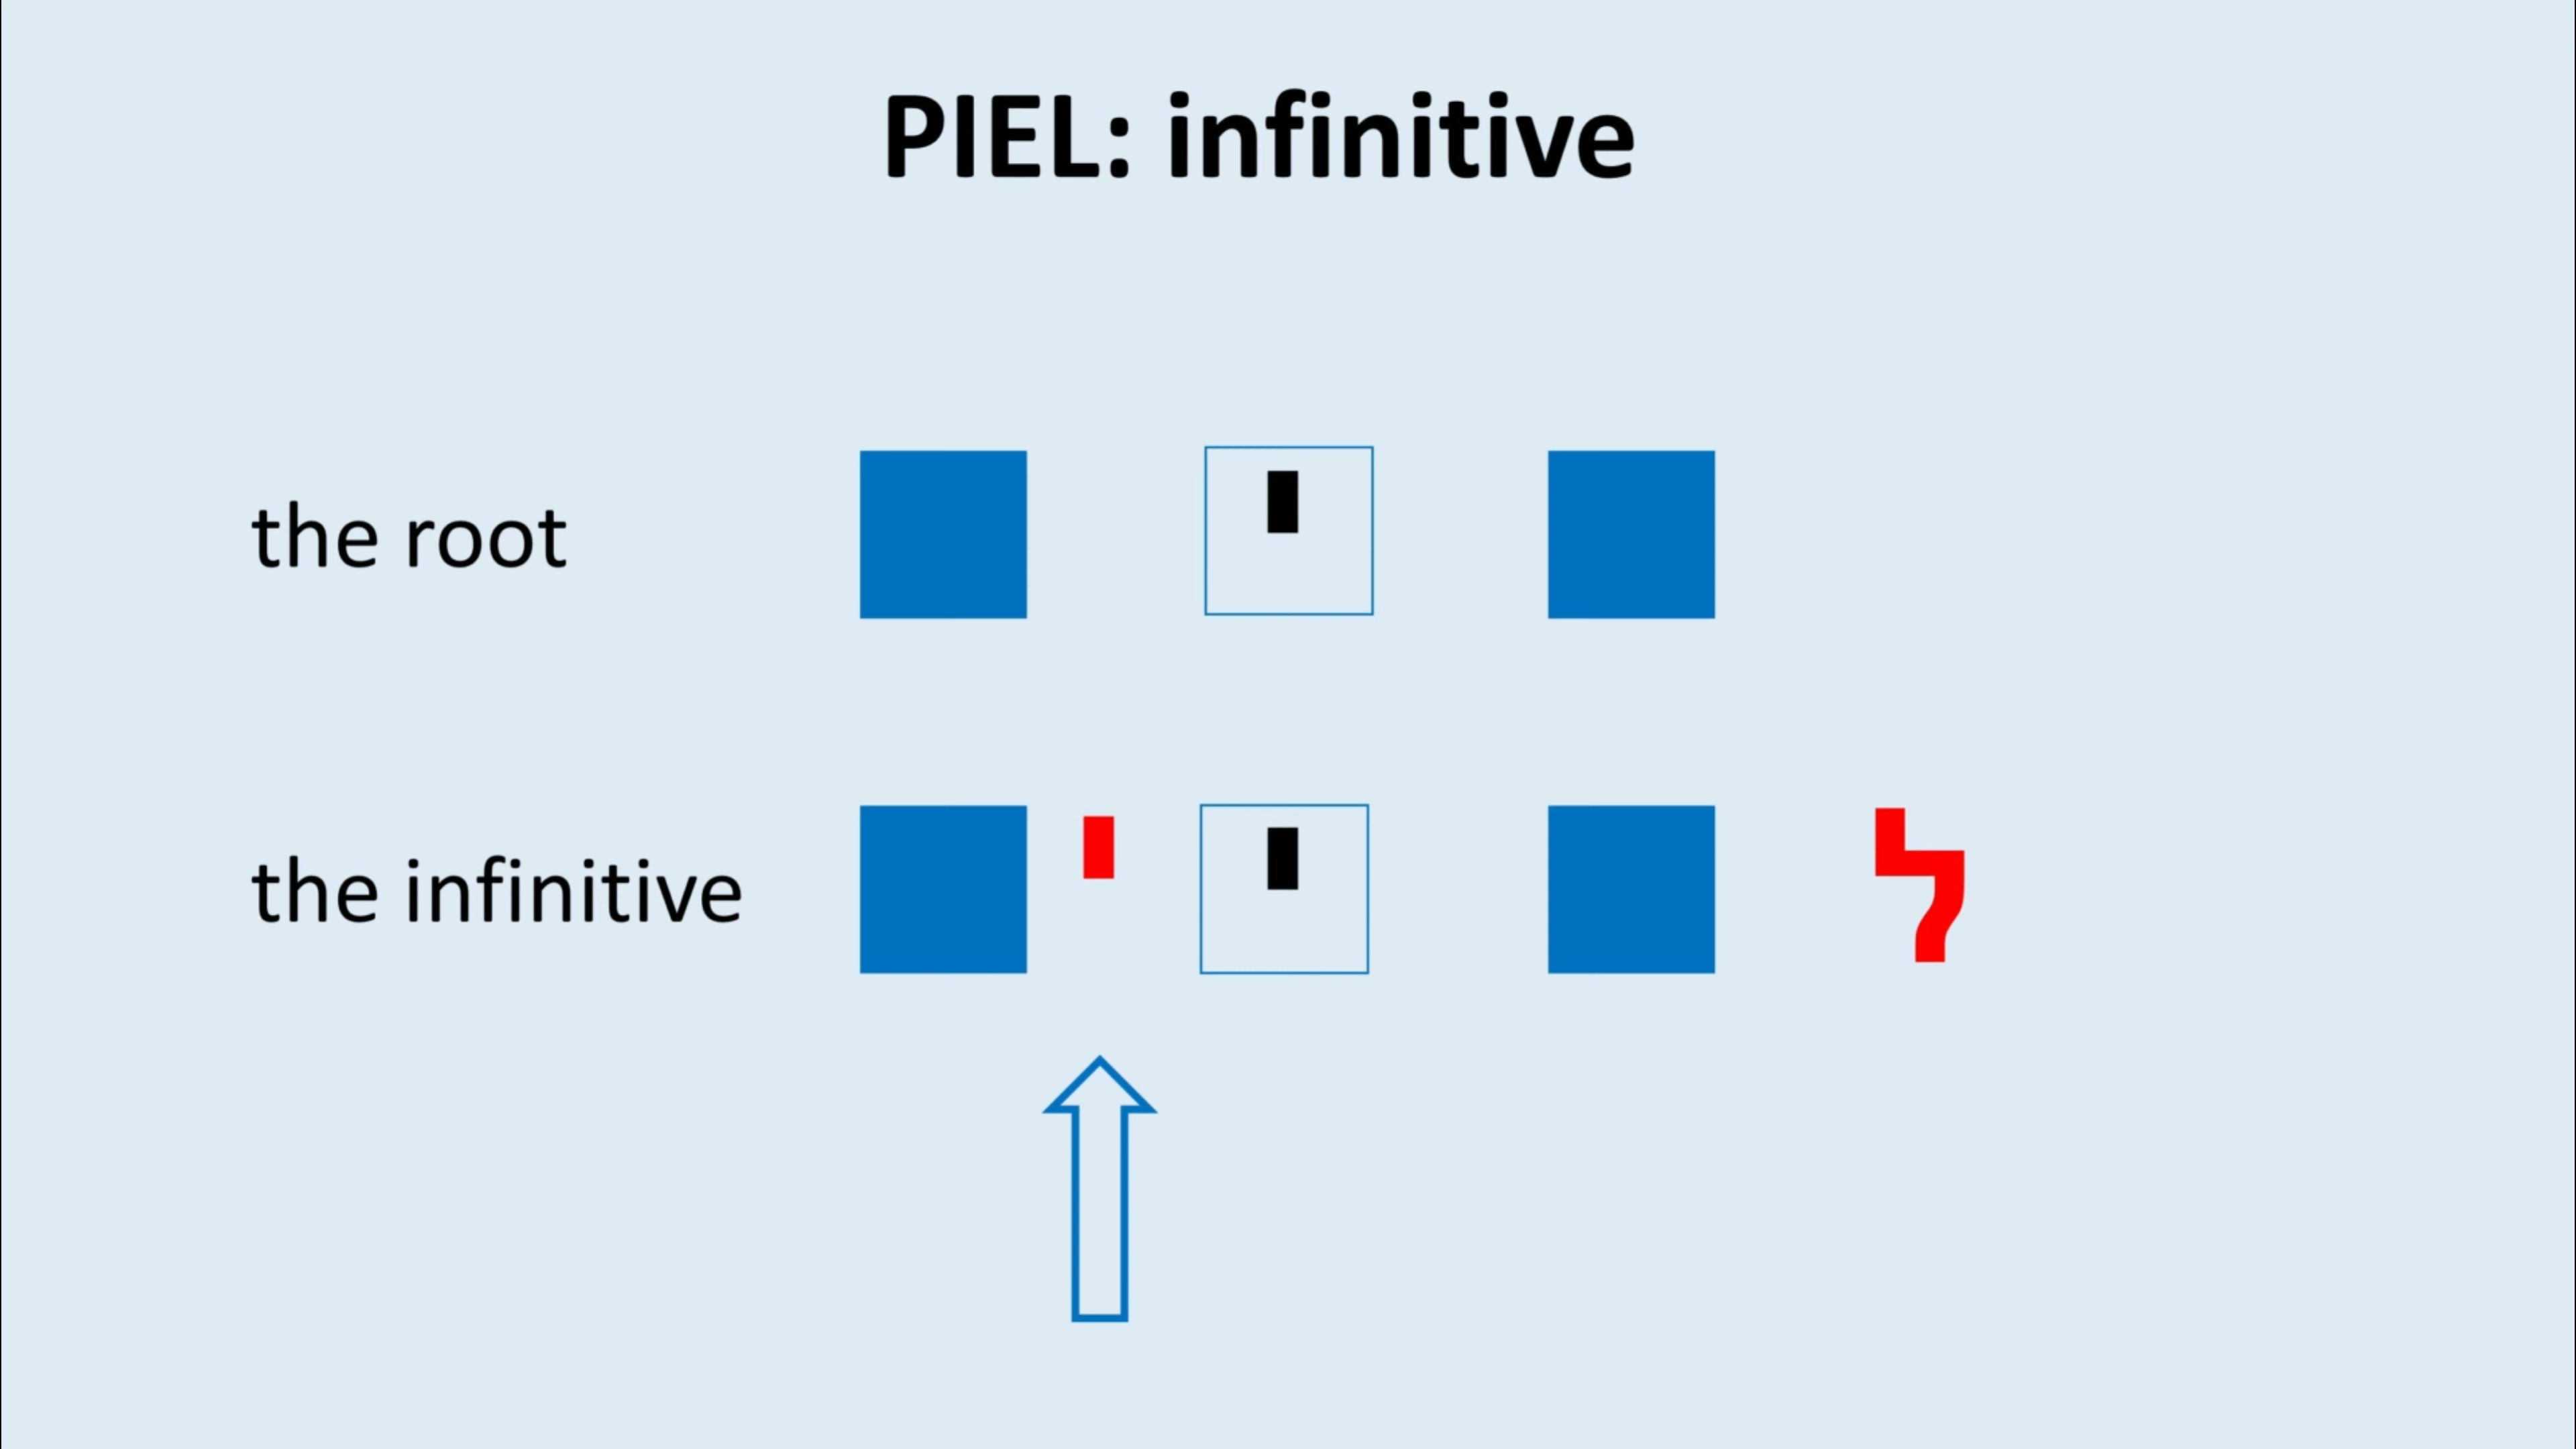 PIEL: infinitive
the root י
the infinitive ל י י